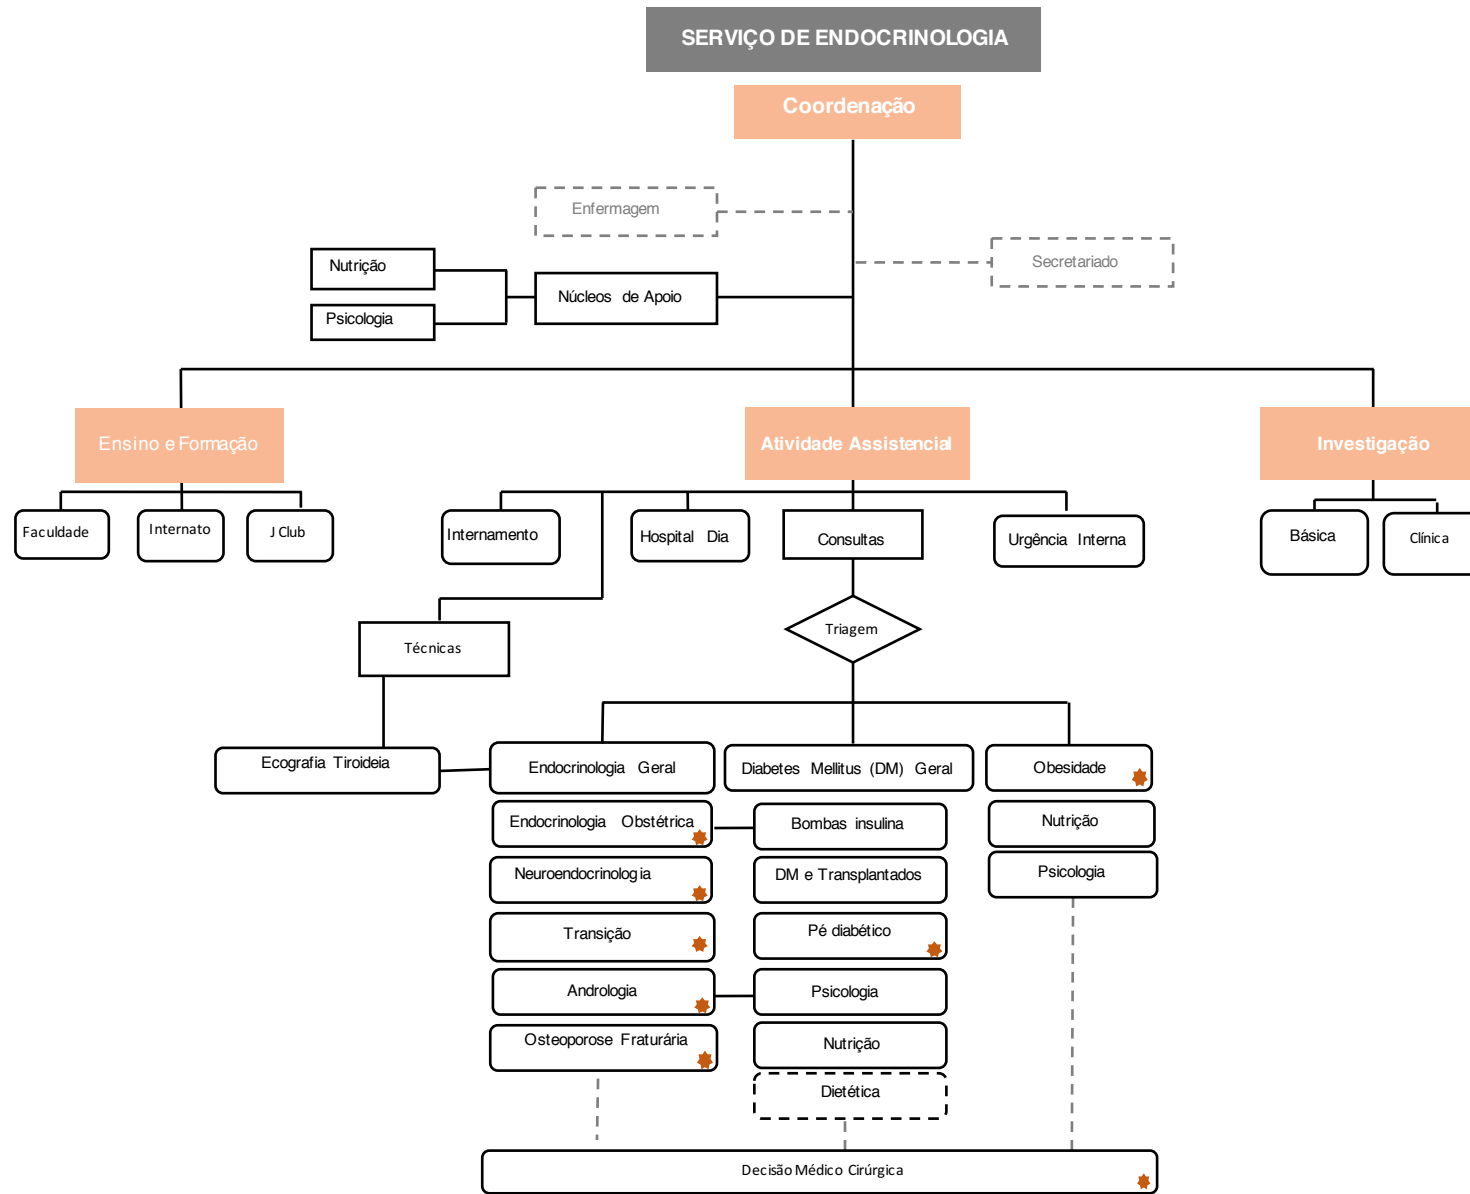 SERVIÇO DE ENDOCRINOLOGIA
Coordenação
Enfermagem
Secretariado
Nutrição
Psicologia
Núcleos de Apoio
Ensino e Formação
Atividade Assistencial
Investigação
Faculdade
Internato
J Club
Internamento
Hospital Dia
Consultas
Urgência Interna
Básica
Clínica
Triagem
Técnicas
Ecografia Tiroideia
Endocrinologia Geral
Diabetes Mellitus (DM) Geral
Obesidade
Endocrinologia Obstétrica
Bombas insulina
Nutrição
Neuroendocrinologia
DM e Transplantados
Psicologia
Transição
Pé diabético
Andrologia
Psicologia
Osteoporose Fraturária
Nutrição
Dietética
Decisão Médico Cirúrgica